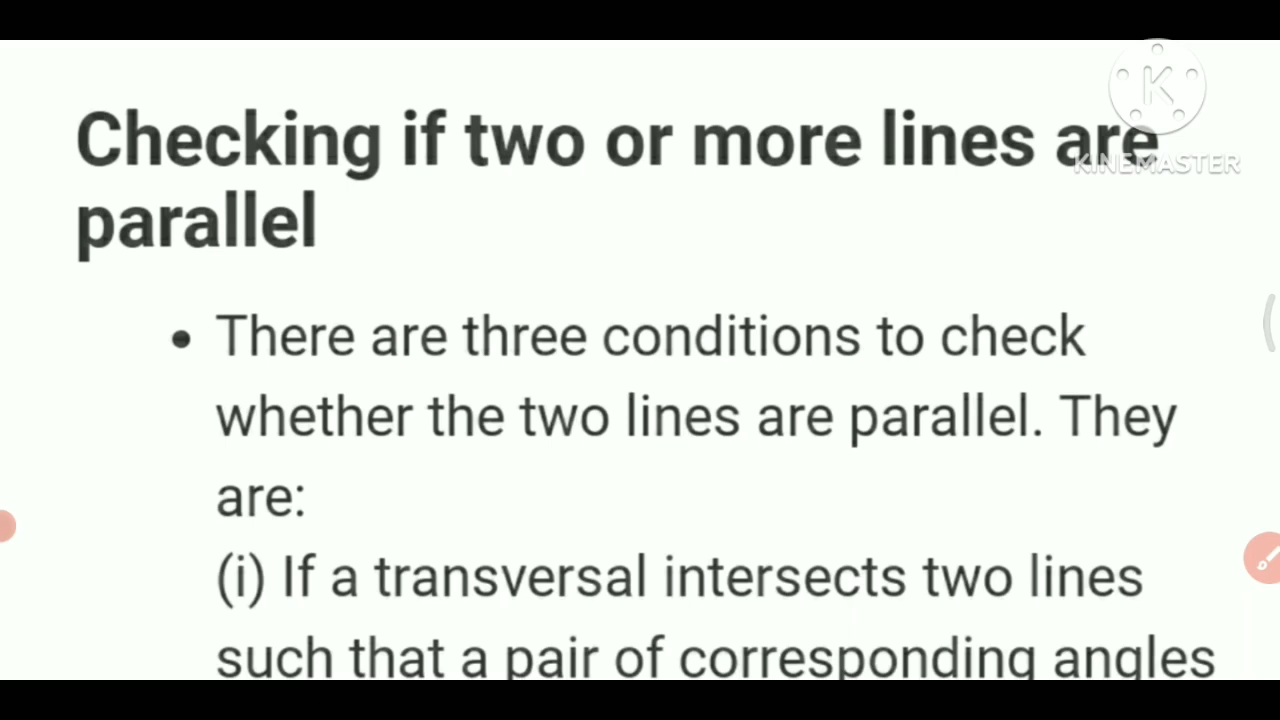 Checking if two or more lines are
parallel
K
KINEMASTER
• There are three conditions to check
whether the two lines are parallel. They
are:
(i) If a transversal intersects two lines
such that a pair of corresponding angles